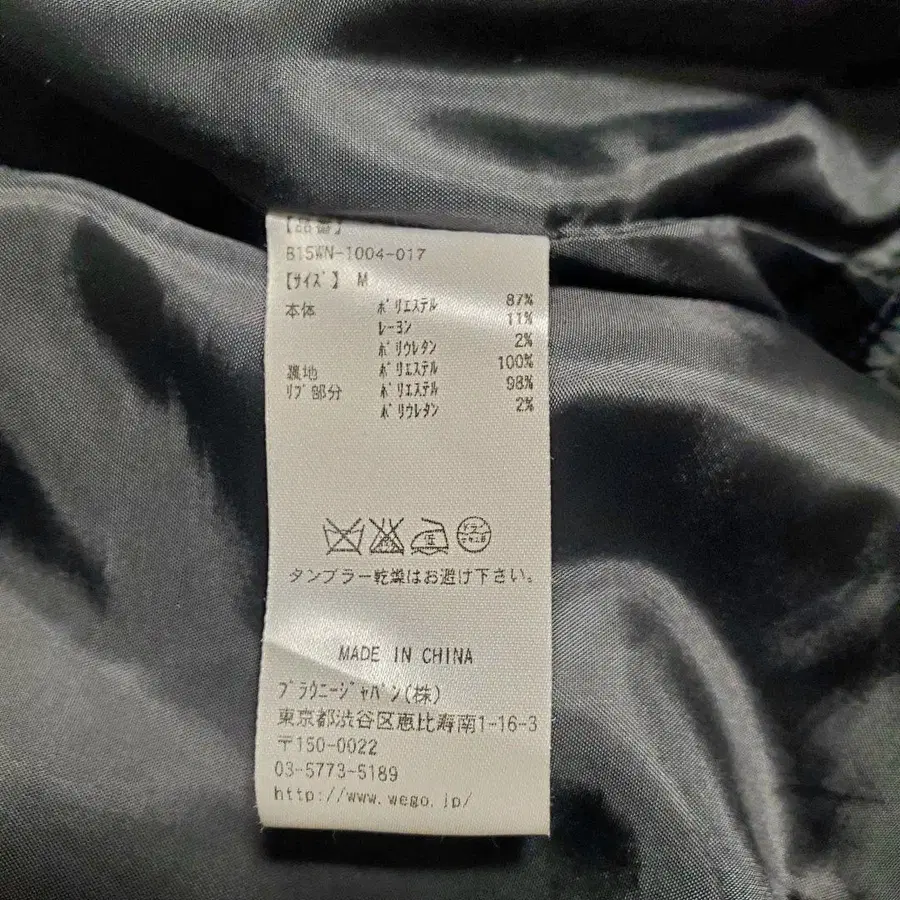 【品番】
B15WN-1004-017
【ｻｲｽﾞ】 M
本体 ﾎﾟﾘｴｽﾃﾙ 87%
ﾚｰﾖﾝ 11%
ﾎﾟﾘｳﾚﾀﾝ 2%
裏地 ﾎﾟﾘｴｽﾃﾙ 100%
ﾘﾌﾞ部分 ﾎﾟﾘｴｽﾃﾙ 98%
ﾎﾟﾘｳﾚﾀﾝ 2%
低 ドライ
タンブラー乾燥はお避け下さい。
MADE IN CHINA
ﾌﾞﾗｳﾆｰｼﾞｬﾊﾟﾝ(株)
東京都渋谷区恵比寿南1-16-3
〒150-0022
03-5773-5189
http://www.wego.jp/